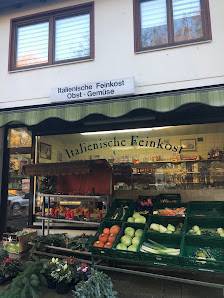 Italienische Feinkost
Obst - Gemüse
Italienische Feinkost